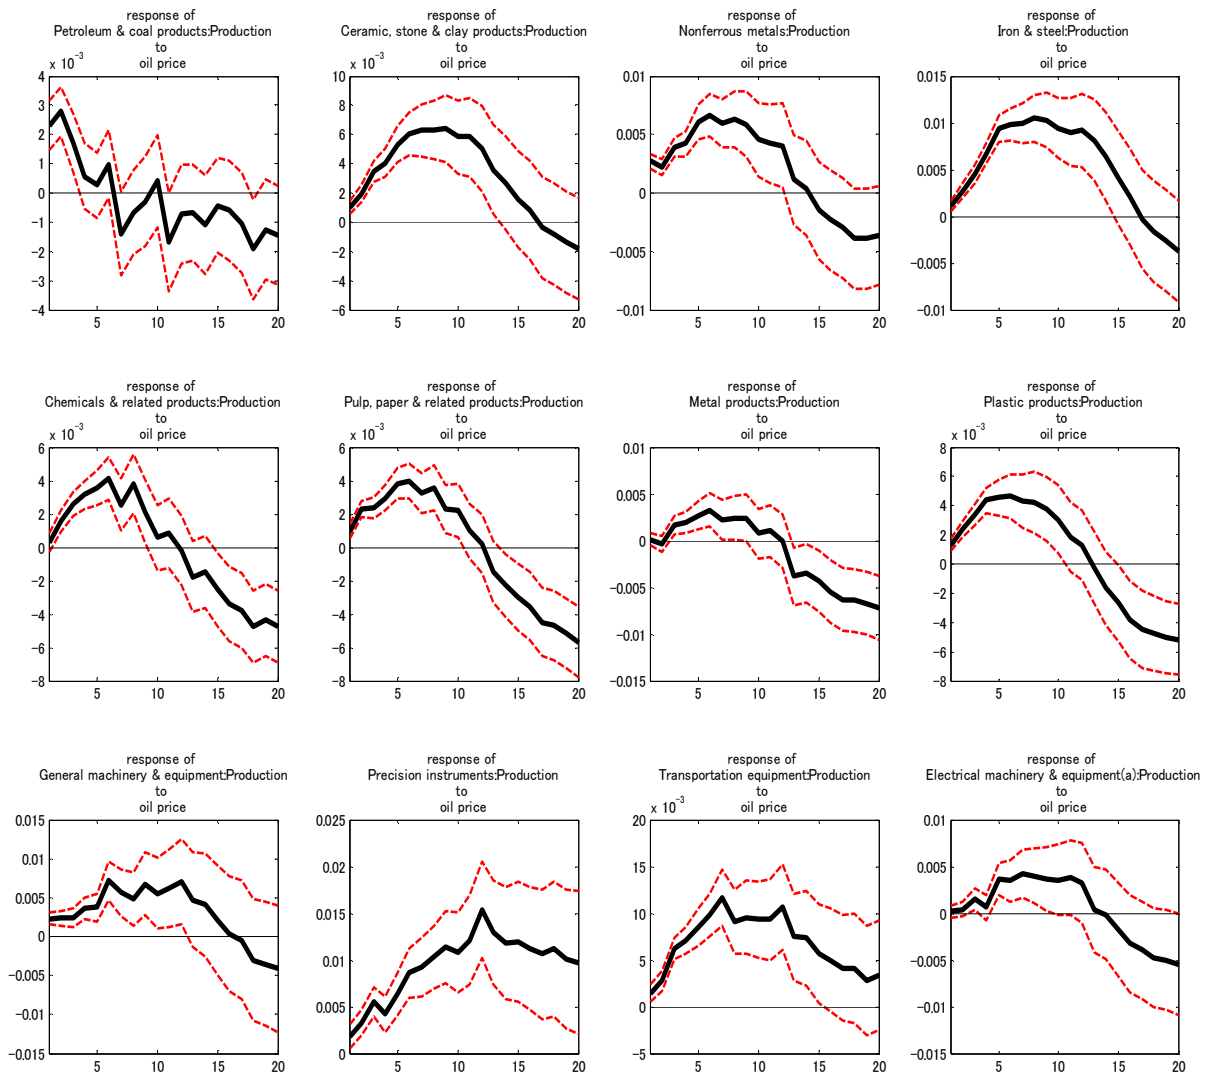 response of
Petroleum & coal products:Production
to
oil price
x 10^-3
4
3
2
1
0
-1
-2
-3
-4
5 10 15 20
response of
Ceramic, stone & clay products:Production
to
oil price
x 10^-3
10
8
6
4
2
0
-2
-4
-6
5 10 15 20
response of
Nonferrous metals:Production
to
oil price
0.01
0.005
0
-0.005
-0.01
5 10 15 20
response of
Iron & steel:Production
to
oil price
0.015
0.01
0.005
0
-0.005
-0.01
5 10 15 20
response of
Chemicals & related products:Production
to
oil price
x 10^-3
6
4
2
0
-2
-4
-6
-8
5 10 15 20
response of
Pulp, paper & related products:Production
to
oil price
x 10^-3
6
4
2
0
-2
-4
-6
-8
5 10 15 20
response of
Metal products:Production
to
oil price
0.01
0.005
0
-0.005
-0.01
-0.015
5 10 15 20
response of
Plastic products:Production
to
oil price
x 10^-3
8
6
4
2
0
-2
-4
-6
-8
5 10 15 20
response of
General machinery & equipment:Production
to
oil price
0.015
0.01
0.005
0
-0.005
-0.01
-0.015
5 10 15 20
response of
Precision instruments:Production
to
oil price
0.025
0.02
0.015
0.01
0.005
0
5 10 15 20
response of
Transportation equipment:Production
to
oil price
x 10^-3
20
15
10
5
0
-5
5 10 15 20
response of
Electrical machinery & equipment(a):Production
to
oil price
0.01
0.005
0
-0.005
-0.01
-0.015
5 10 15 20